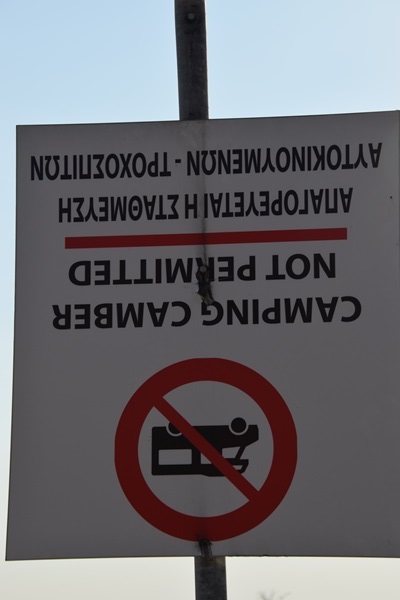 CAMPING CAMBER
NOT PERMITTED
ΑΠΑΓΟΡΕΥΕΤΑΙ Η ΣΤΑΘΜΕΥΣΗ
ΑΥΤΟΚΙΝΟΥΜΕΝΩΝ - ΤΡΟΧΟΣΠΙΤΩΝ